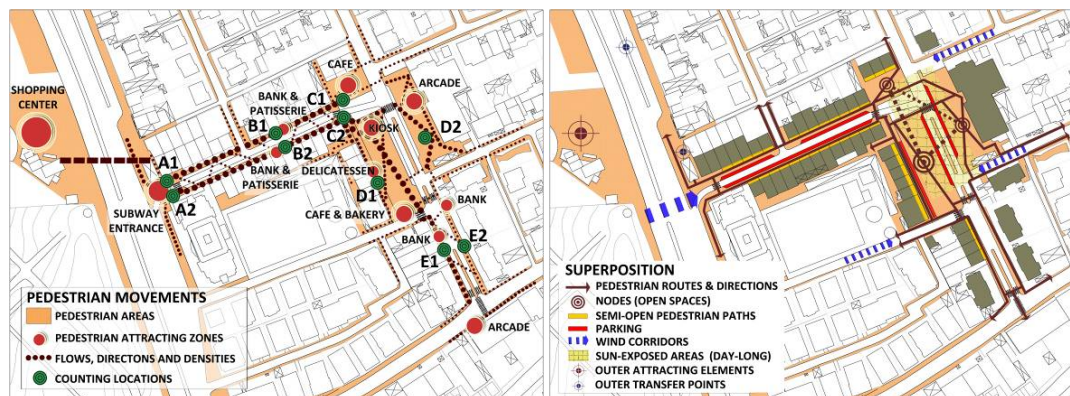 CAFE
ARCADE
SHOPPING
CENTER
BANK &
PATISSERIE
C1
B1
C2
KIOSK
D2
B2
A1
BANK &
PATISSERIE
DELICATESSEN
D1
A2
SUBWAY
ENTRANCE
CAFE & BAKERY
BANK
BANK
E2
E1
ARCADE
PEDESTRIAN MOVEMENTS
PEDESTRIAN AREAS
PEDESTRIAN ATTRACTING ZONES
FLOWS, DIRECTONS AND DENSITIES
COUNTING LOCATIONS
SUPERPOSITION
PEDESTRIAN ROUTES & DIRECTIONS
NODES (OPEN SPACES)
SEMI-OPEN PEDESTRIAN PATHS
PARKING
WIND CORRIDORS
SUN-EXPOSED AREAS (DAY-LONG)
OUTER ATTRACTING ELEMENTS
OUTER TRANSFER POINTS